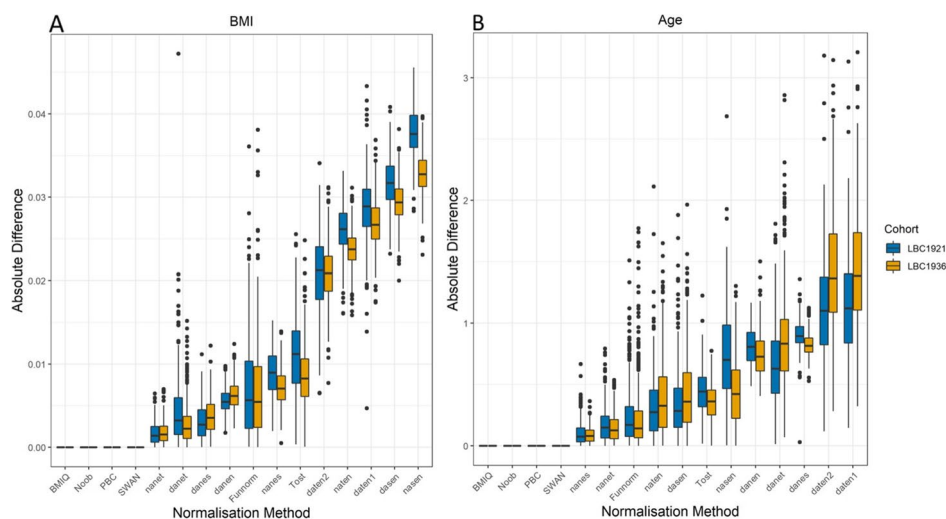 A
BMI
Absolute Difference
0.04
0.03
0.02
0.01
0.00
BMIQ
Noob
PBC
SWAN
nanet
danet
danes
danen
Funnorm
nanes
Tost
daten2
naten
daten1
dasen
nasen
Normalisation Method
B
Age
Absolute Difference
3
2
1
0
BMIQ
Noob
PBC
SWAN
nanes
nanet
Funnorm
naten
dasen
Tost
nasen
danen
danet
danes
daten2
daten1
Normalisation Method
Cohort
LBC1921
LBC1936